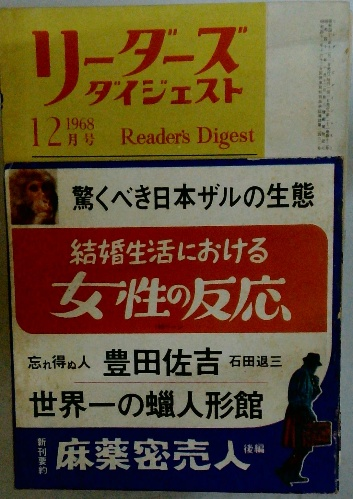 リーダーズ
ダイジェスト
12 1968
月号
Reader's Digest
驚くべき日本ザルの生態
結婚生活における
女性の反応
忘れ得ぬ人 豊田佐吉 石田退三
世界一の蠟人形館
新刊要約 麻薬密売人 後編